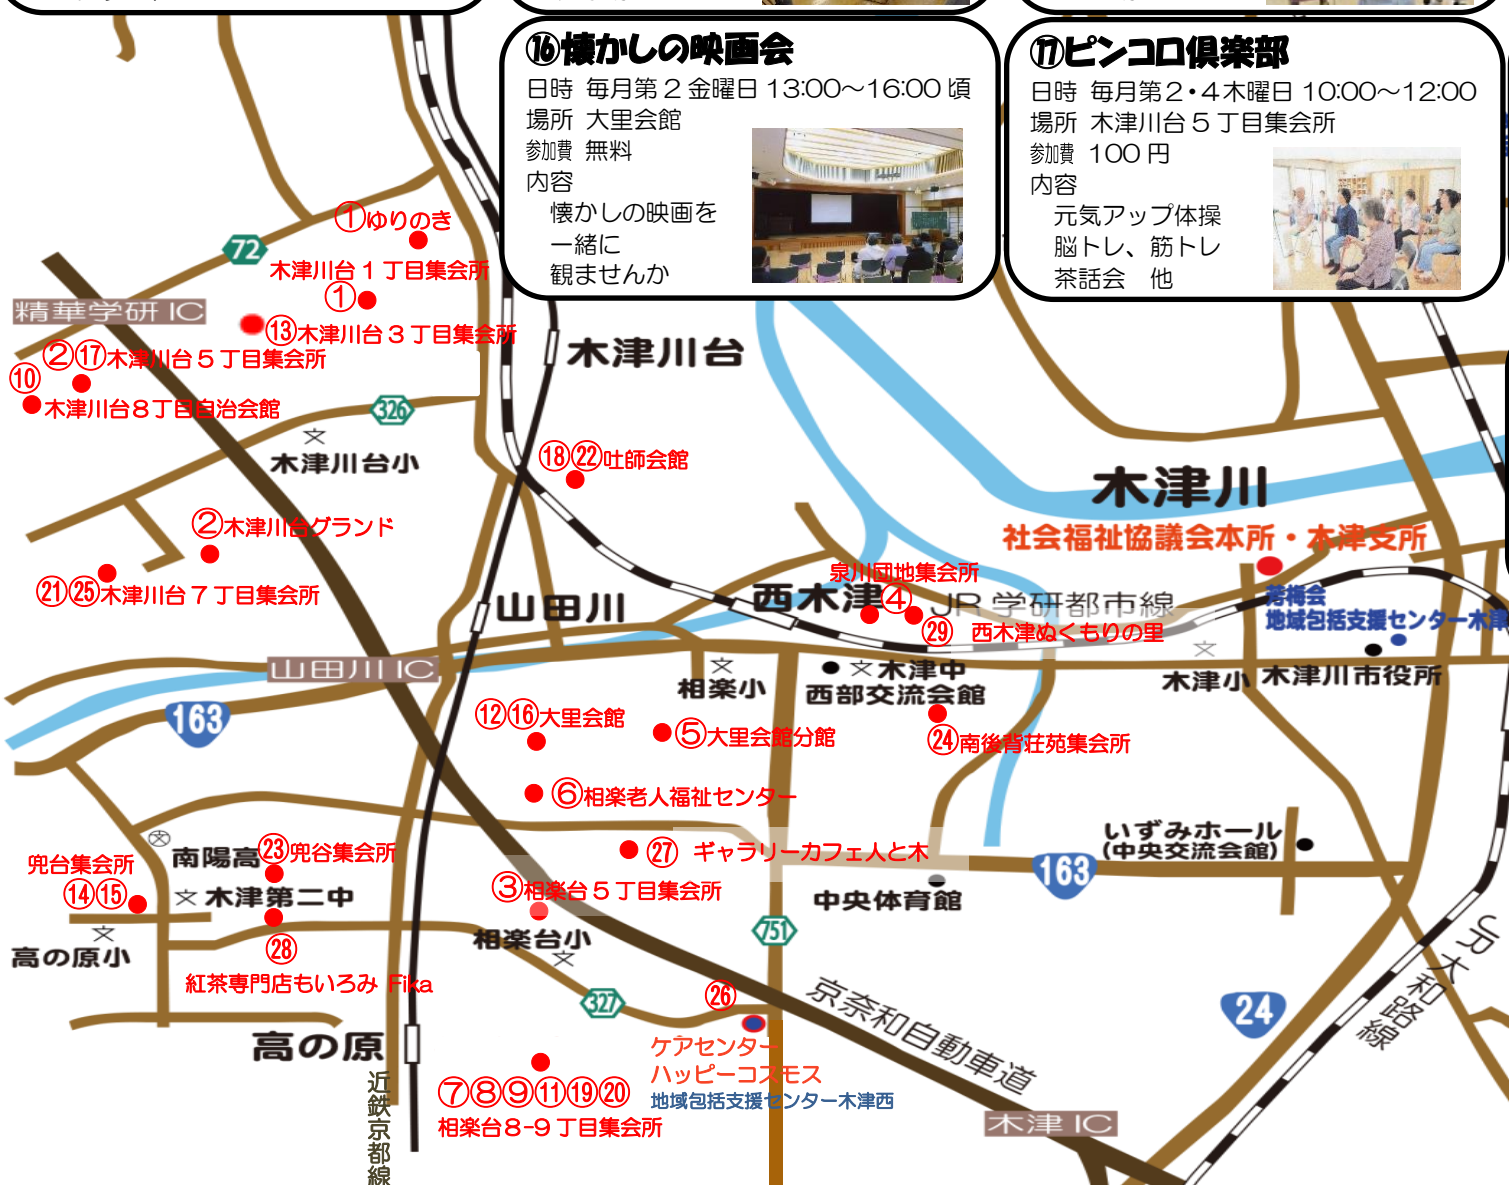 ⑯懐かしの映画会
日時 毎月第2金曜日 13:00～16:00頃
場所 大里会館
参加費 無料
内容
懐かしの映画を
一緒に
観ませんか
⑰ピンコロ倶楽部
日時 毎月第2・4木曜日 10:00～12:00
場所 木津川台5丁目集会所
参加費 100円
内容
元気アップ体操
脳トレ、筋トレ
茶話会 他
①ゆりのき
72
木津川台1丁目集会所
①
精華学研IC
⑬木津川台3丁目集会所
②⑰木津川台5丁目集会所
⑩
木津川台8丁目自治会館
326
木津川台
文
木津川台小
⑱㉒吐師会館
木津川
②木津川台グランド
社会福祉協議会本所・木津支所
㉑㉕木津川台7丁目集会所
泉川団地集会所
山田川
西木津
④
JR 学研都市線
芳梅会
地域包括支援センター木津
㉙ 西木津ぬくもりの里
山田川IC
文
相楽小
文木津中
西部交流会館
文
木津小
木津川市役所
163
⑫⑯大里会館
⑤大里会館分館
㉔南後背荘苑集会所
⑥相楽老人福祉センター
いずみホール
(中央交流会館)
文
南陽高
㉓兜谷集会所
㉗ ギャラリーカフェ人と木
兜台集会所
⑭⑮
文木津第二中
③相楽台5丁目集会所
163
中央体育館
文
高の原小
㉘
相楽台小
文
751
紅茶専門店もいろみ Fika
327
㉖
京奈和自動車道
24
JR大和路線
高の原
ケアセンター
ハッピーコスモス
地域包括支援センター木津西
近鉄京都線
⑦⑧⑨⑪⑲⑳
相楽台8-9丁目集会所
木津IC